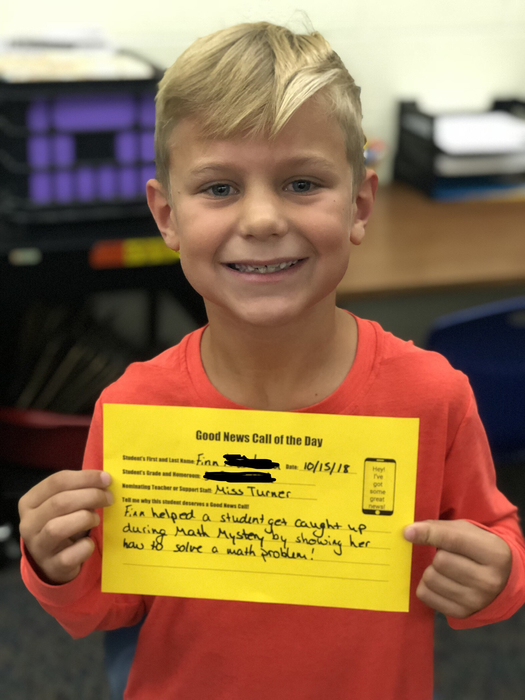 Good News Call of the Day
Student's First and Last Name: Finn Date: 10/15/18
Student's Grade and Homeroom:
Nominating Teacher or Support Staff: Miss Turner
Tell me why this student deserves a Good News Call!
Finn helped a student get caught up
during Math Mystery by showing her
how to solve a math problem!
Hey!
I've
got
some
great
news!